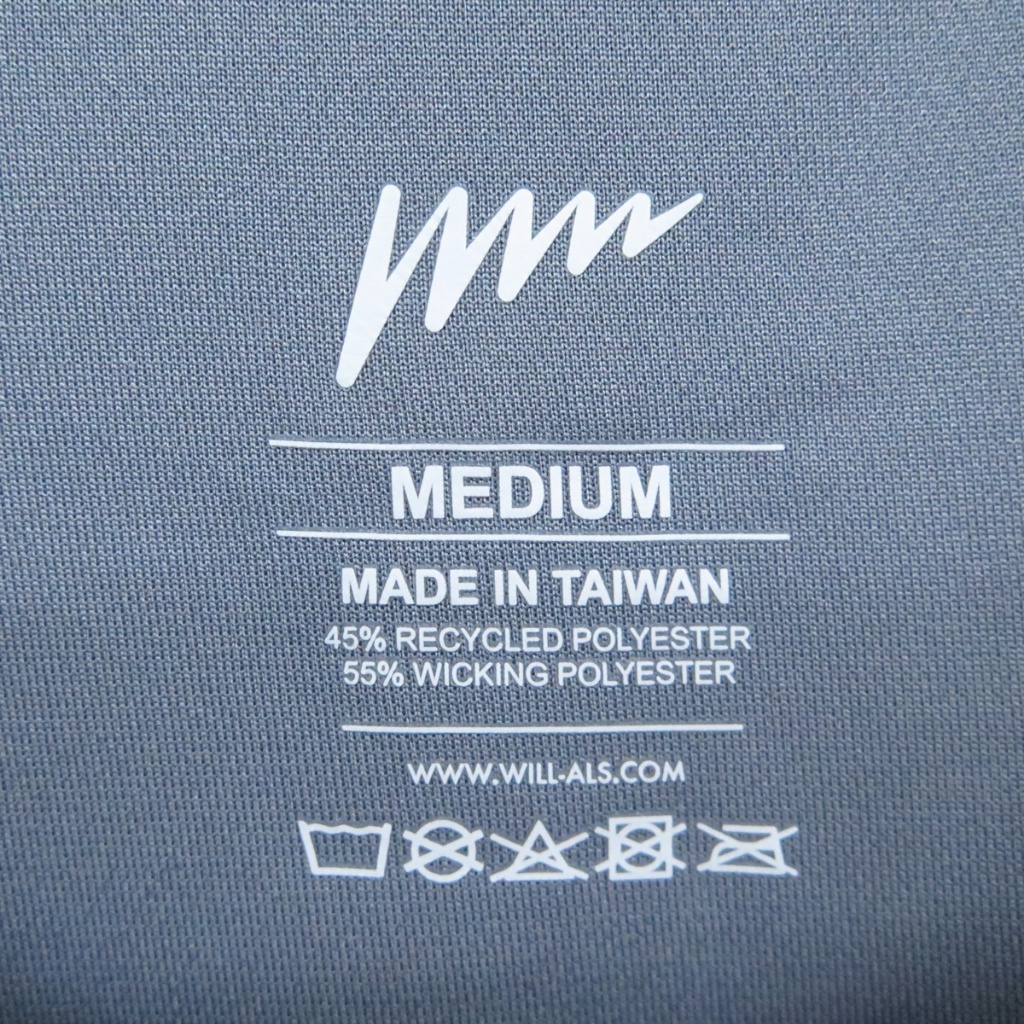 MEDIUM
MADE IN TAIWAN
45% RECYCLED POLYESTER
55% WICKING POLYESTER
WWW.WILL-ALS.COM